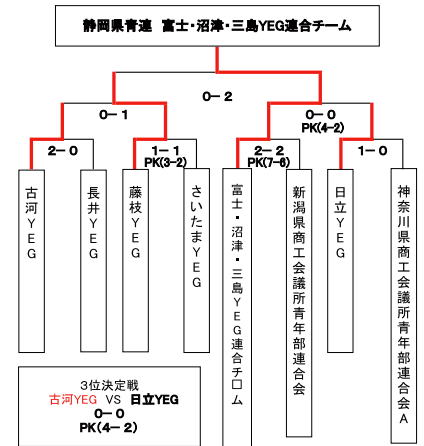 静岡県青連 富士・沼津・三島YEG連合チーム
0-2
0-1
0-0
PK(4-2)
2-0
1-1
PK(3-2)
2-2
PK(7-6)
1-0
古河YEG
長井YEG
藤枝YEG
さいたまYEG
富士・沼津・三島YEG連合チ口ム
新潟県商工会議所青年部連合会
日立YEG
神奈川県商工会議所青年部連合会A
3位決定戦
古河YEG VS 日立YEG
0-0
PK(4-2)